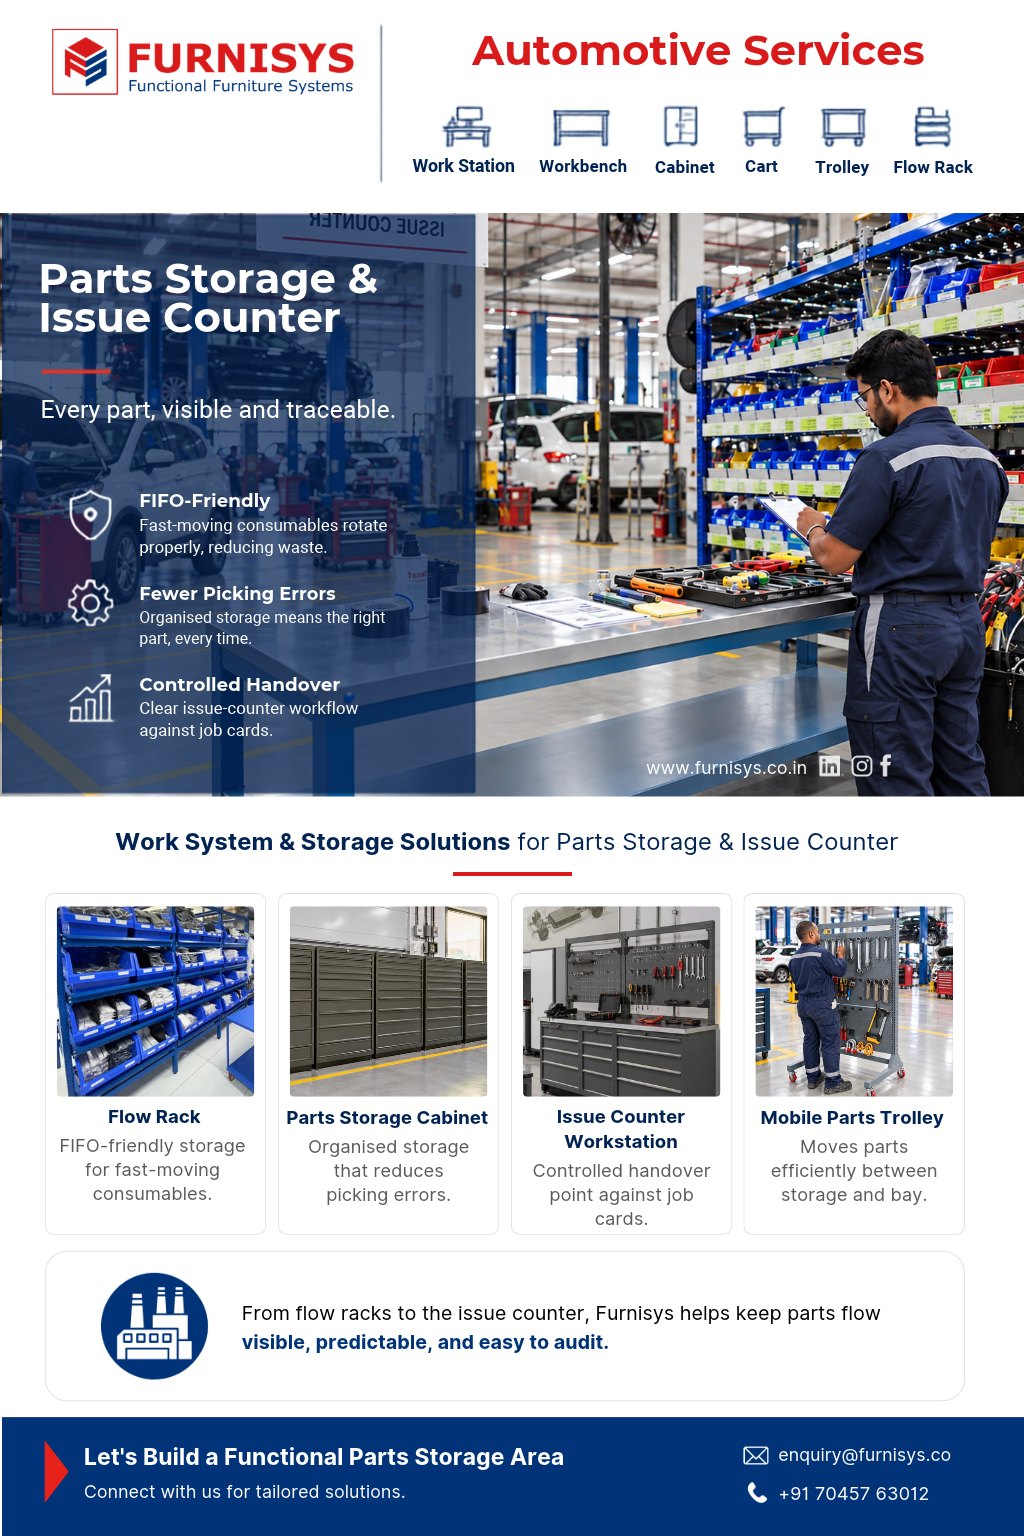 FURNISYS
Functional Furniture Systems
Automotive Services
Work Station
Workbench
Cabinet
Cart
Trolley
Flow Rack
ISSUE COUNTER
Parts Storage &
Issue Counter
Every part, visible and traceable.
FIFO-Friendly
Fast-moving consumables rotate
properly, reducing waste.
Fewer Picking Errors
Organised storage means the right
part, every time.
Controlled Handover
Clear issue-counter workflow
against job cards.
www.furnisys.co.in
Work System & Storage Solutions for Parts Storage & Issue Counter
Flow Rack
FIFO-friendly storage
for fast-moving
consumables.
Parts Storage Cabinet
Organised storage
that reduces
picking errors.
Issue Counter
Workstation
Controlled handover
point against job
cards.
Mobile Parts Trolley
Moves parts
efficiently between
storage and bay.
From flow racks to the issue counter, Furnisys helps keep parts flow
visible, predictable, and easy to audit.
Let's Build a Functional Parts Storage Area
Connect with us for tailored solutions.
enquiry@furnisys.co
+91 70457 63012